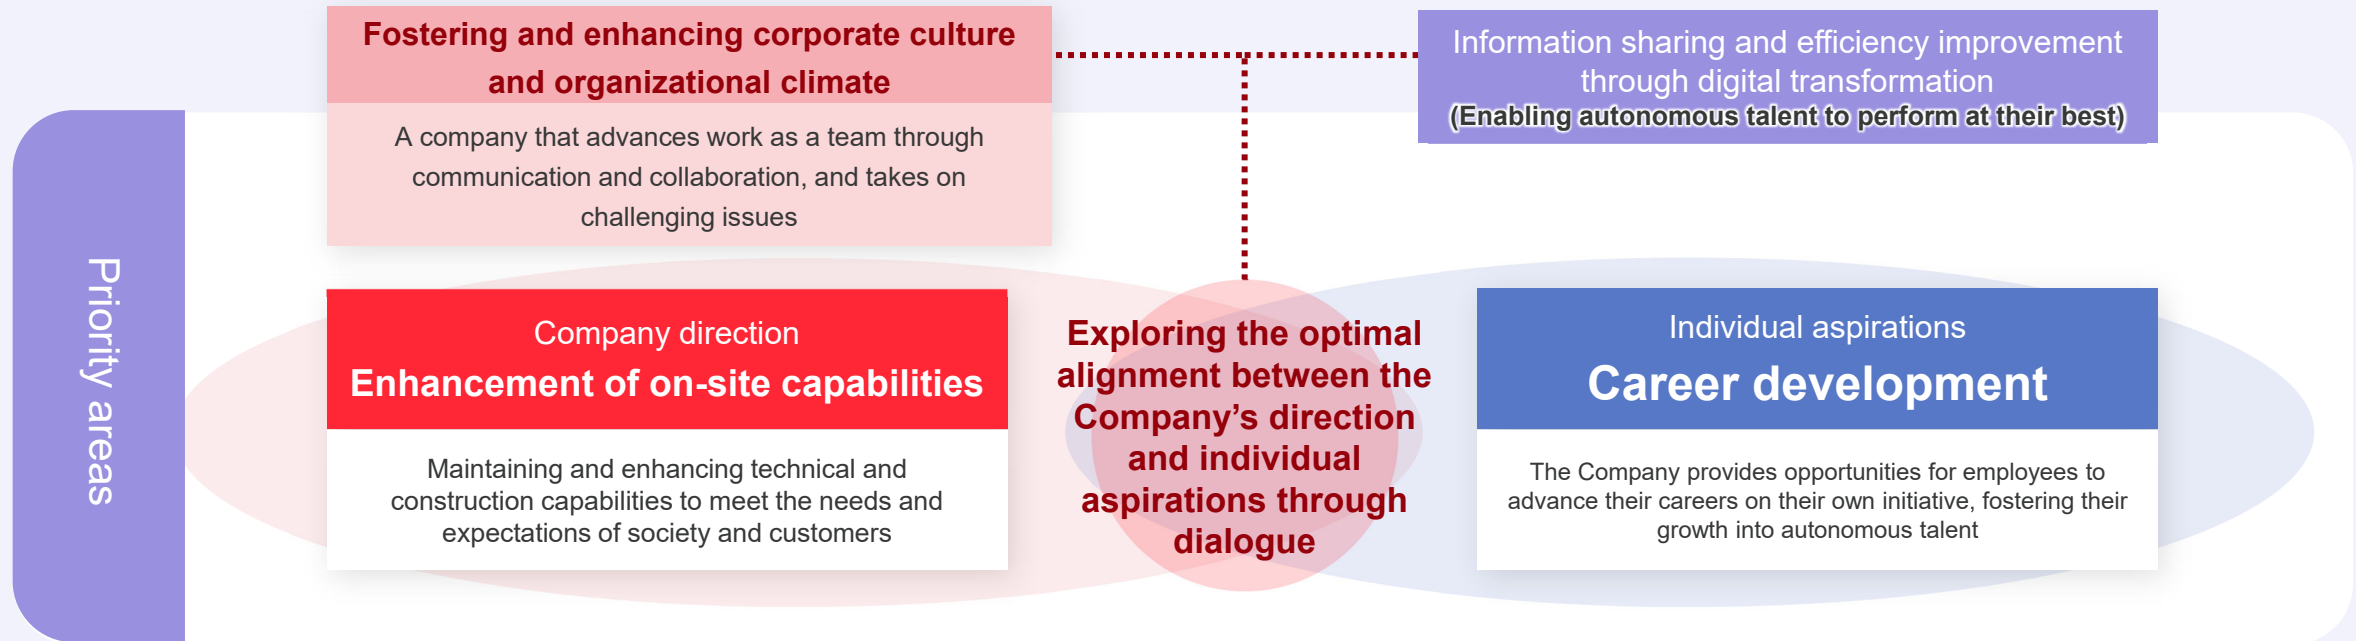 Fostering and enhancing corporate culture
and organizational climate
A company that advances work as a team through
communication and collaboration, and takes on
challenging issues
Information sharing and efficiency improvement
through digital transformation
(Enabling autonomous talent to perform at their best)
Priority areas
Company direction
Enhancement of on-site capabilities
Maintaining and enhancing technical and
construction capabilities to meet the needs and
expectations of society and customers
Exploring the optimal
alignment between the
Company’s direction
and individual
aspirations through
dialogue
Individual aspirations
Career development
The Company provides opportunities for employees to
advance their careers on their own initiative, fostering their
growth into autonomous talent